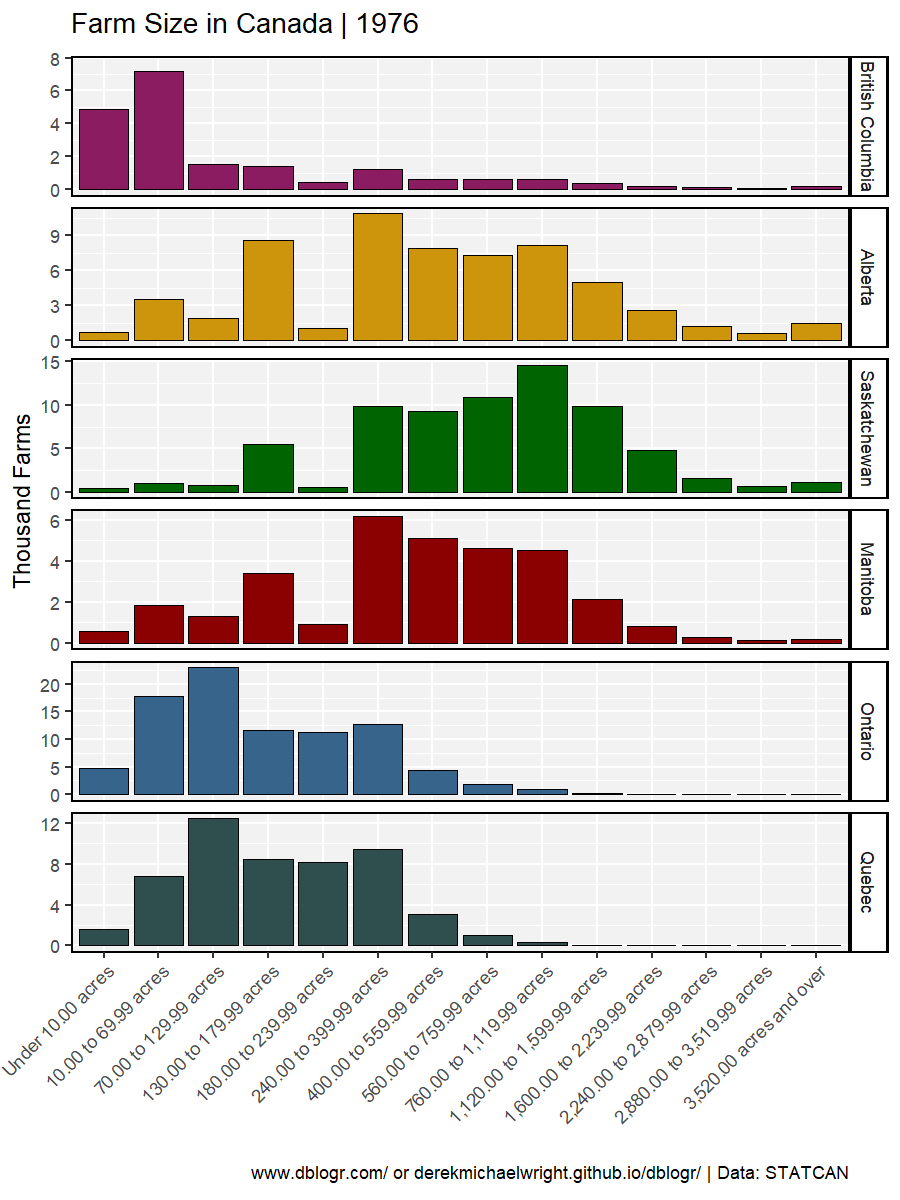 Farm Size in Canada | 1976
Thousand Farms
8
6
4
2
0
British Columbia
9
6
3
0
Alberta
15
10
5
0
Saskatchewan
6
4
2
0
Manitoba
20
15
10
5
0
Ontario
12
8
4
0
Quebec
Under 10.00 acres
10.00 to 69.99 acres
70.00 to 129.99 acres
130.00 to 179.99 acres
180.00 to 239.99 acres
240.00 to 399.99 acres
400.00 to 559.99 acres
560.00 to 759.99 acres
760.00 to 1,119.99 acres
1,120.00 to 1,599.99 acres
1,600.00 to 2,239.99 acres
2,240.00 to 2,879.99 acres
2,880.00 to 3,519.99 acres
3,520.00 acres and over
www.dblogr.com/ or derekmichaelwright.github.io/dblogr/ | Data: STATCAN